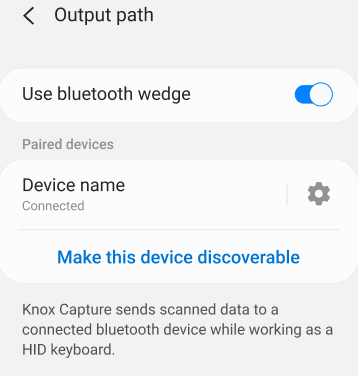 Output path
Use bluetooth wedge
Paired devices
Device name
Connected
Make this device discoverable
Knox Capture sends scanned data to a
connected bluetooth device while working as a
HID keyboard.